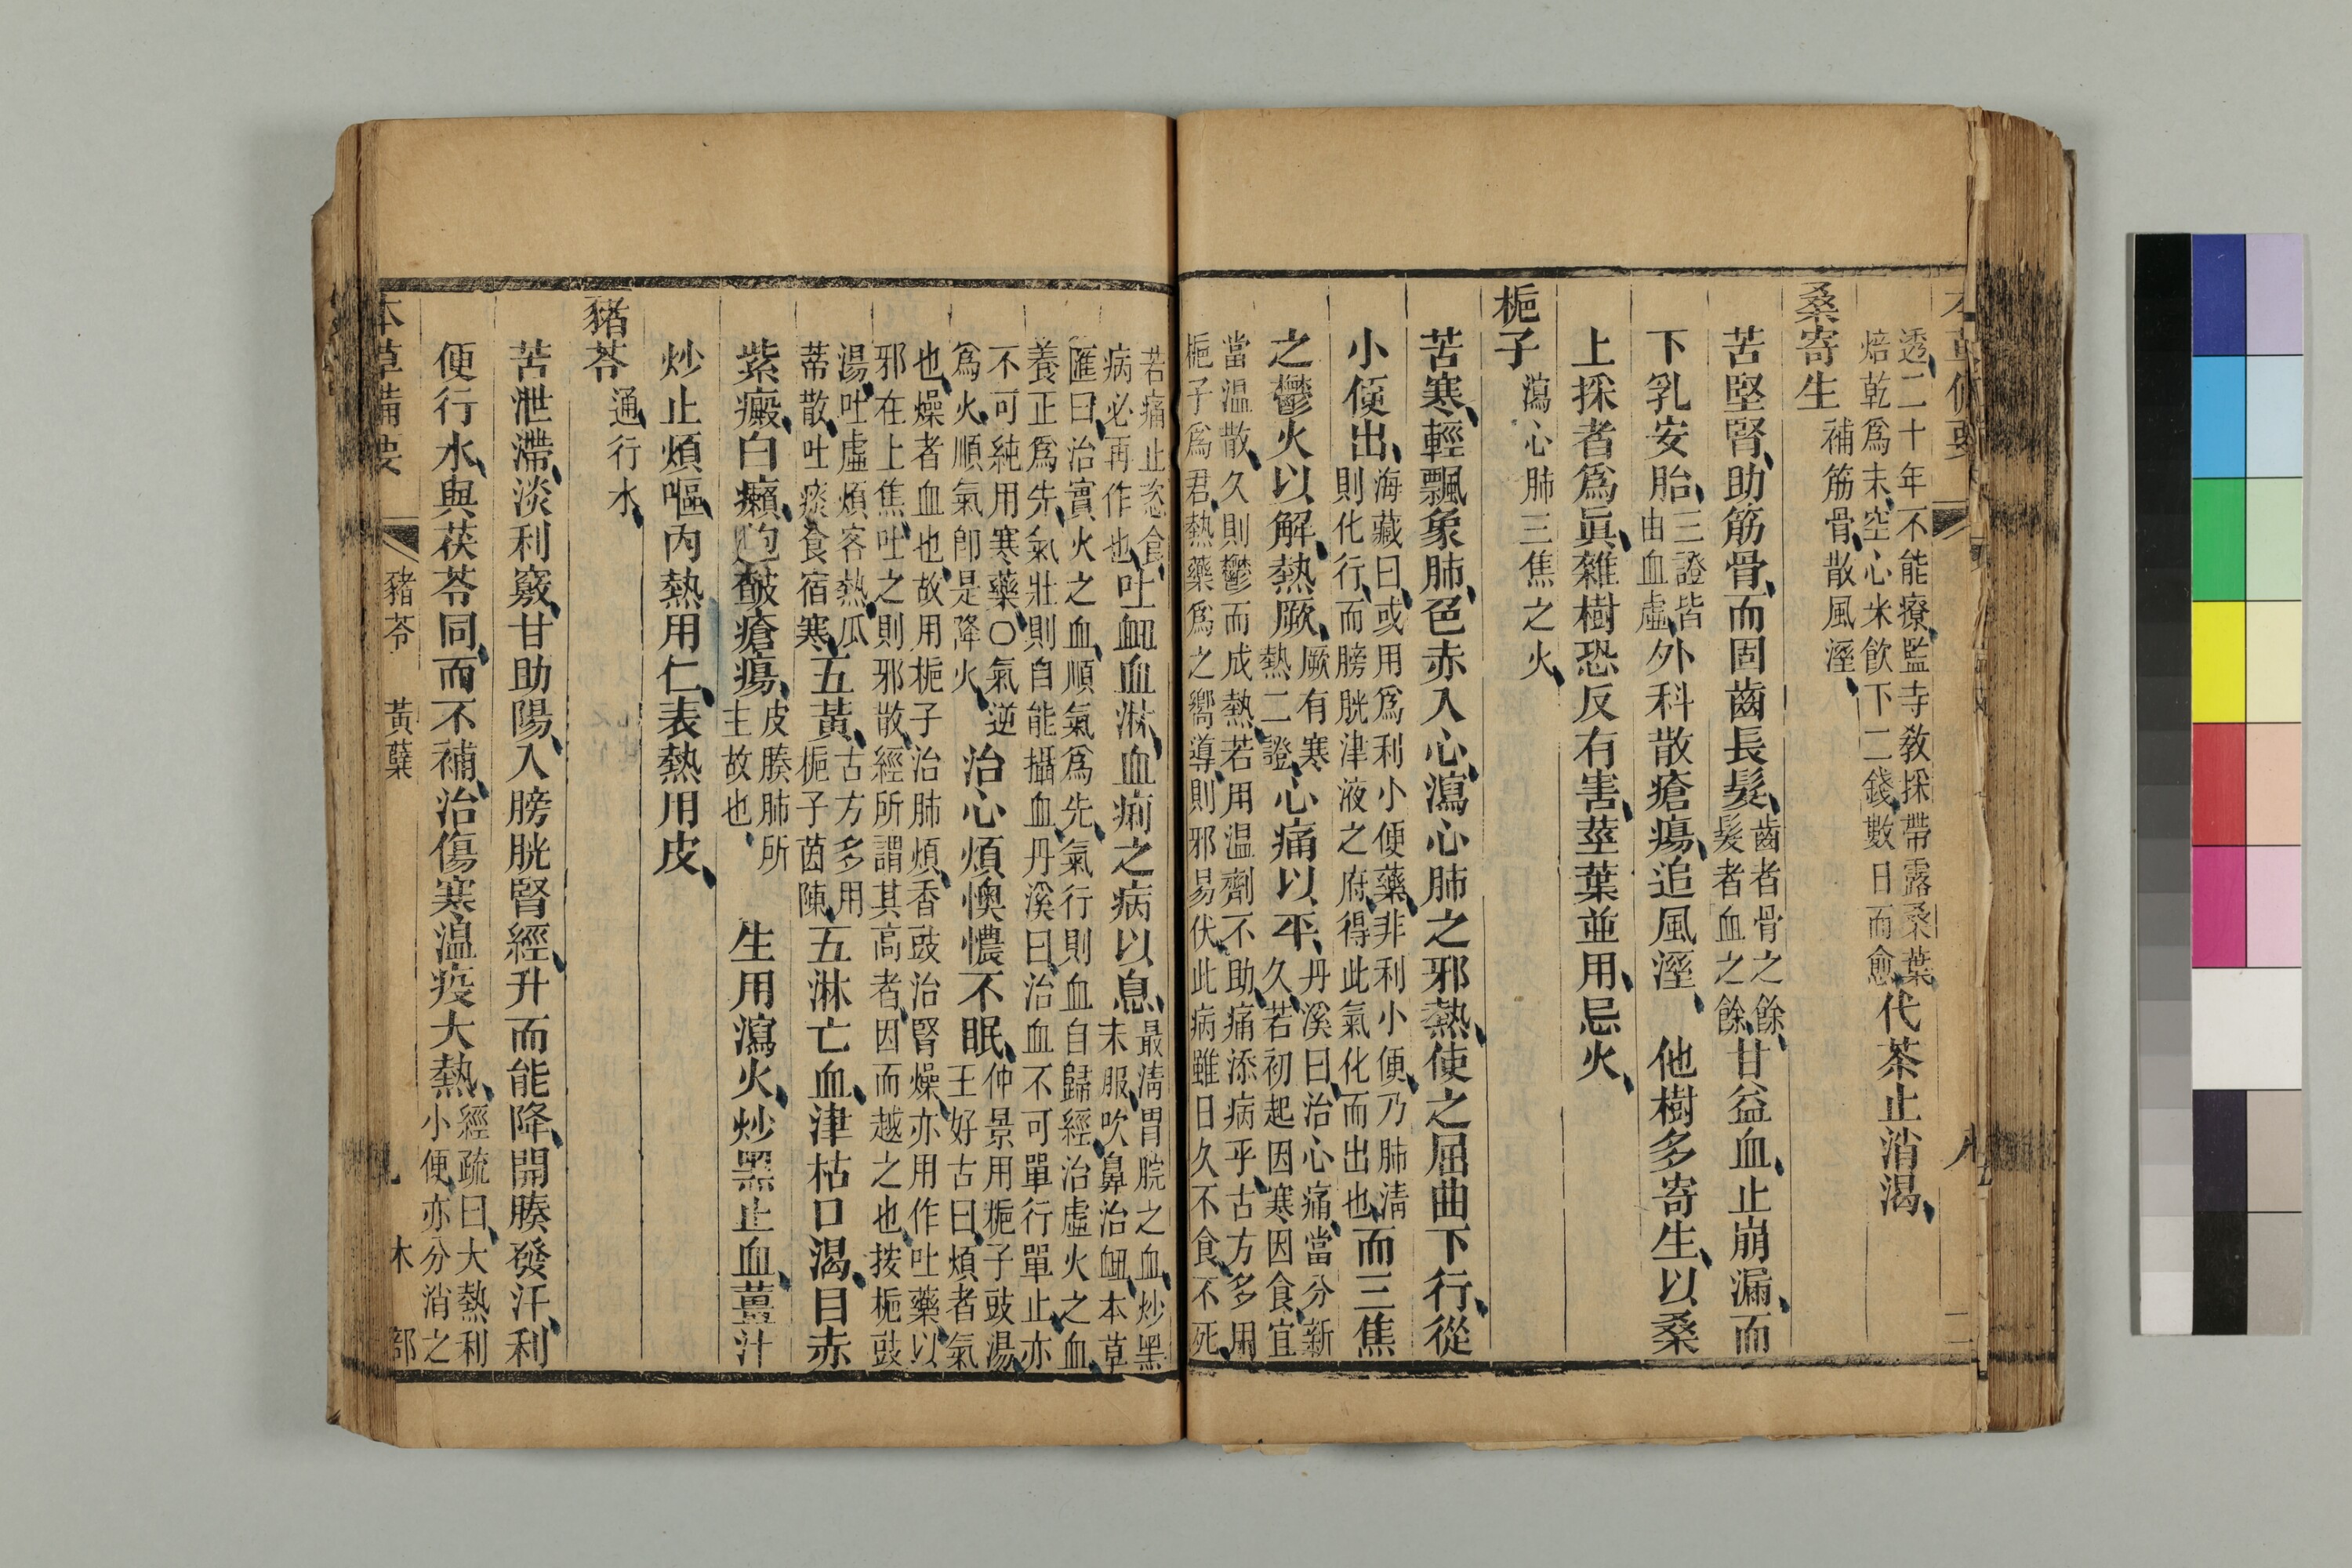 透二十年不能療監寺教採帶露桑葉
焙乾爲末空心米飲下二錢數日而愈
代茶止消渴
桑寄生
補筋骨散風溼
苦堅腎助筋骨而固齒長髮
齒者骨之餘
髮者血之餘
甘益血止崩漏而
下乳安胎
三證皆
由血虛
外科散瘡瘍追風溼 他樹多寄生以桑
上採者爲眞雜樹恐反有害莖葉並用忌火
梔子
瀉心肺三焦之火
苦寒輕飄象肺色赤入心瀉心肺之邪熱使之屈曲下行從
小便出
海藏曰或用爲利小便藥非利小便乃肺淸
則化行而膀胱津液之府得此氣化而出也
而三焦
之鬱火以解熱厥
厥有寒
熱二證
心痛以平
丹溪曰治心痛當分新
久若初起因寒因食宜
當溫散久則鬱而成熱若用溫劑不助痛添病乎古方多用
梔子爲君熱藥爲之嚮導則邪易伏此病雖日久不食不死
若痛止恣食
病必再作也
吐衄血淋血痢之病以息
最淸胃脘之血炒黑
末服吹鼻治衄本草
匯曰治實火之血順氣爲先氣行則血自歸經治虛火之血
養正爲先氣壯則自能攝血丹溪曰治血不可單行單止亦
不可純用寒藥○氣逆
爲火順氣卽是降火
治心煩懊憹不眠
仲景用梔子豉湯
王好古曰煩者氣
也燥者血也故用梔子治肺煩香豉治腎燥亦用作吐藥以
邪在上焦吐之則邪散經所謂其高者因而越之也按梔豉
湯吐虛煩客熱瓜
蒂散吐痰食宿寒
五黃
古方多用
梔子茵陳
五淋亡血津枯口渴目赤
紫癜白癩皰皶瘡瘍
皮腠肺所
主故也
生用瀉火炒黑止血薑汁
炒止煩嘔內熱用仁表熱用皮
豬苓
通行水
苦泄滯淡利竅甘助陽入膀胱腎經升而能降開腠發汗利
便行水與茯苓同而不補治傷寒溫疫大熱
經疏曰大熱利
小便亦分消之
本草備要 豬苓 黃蘗 木部